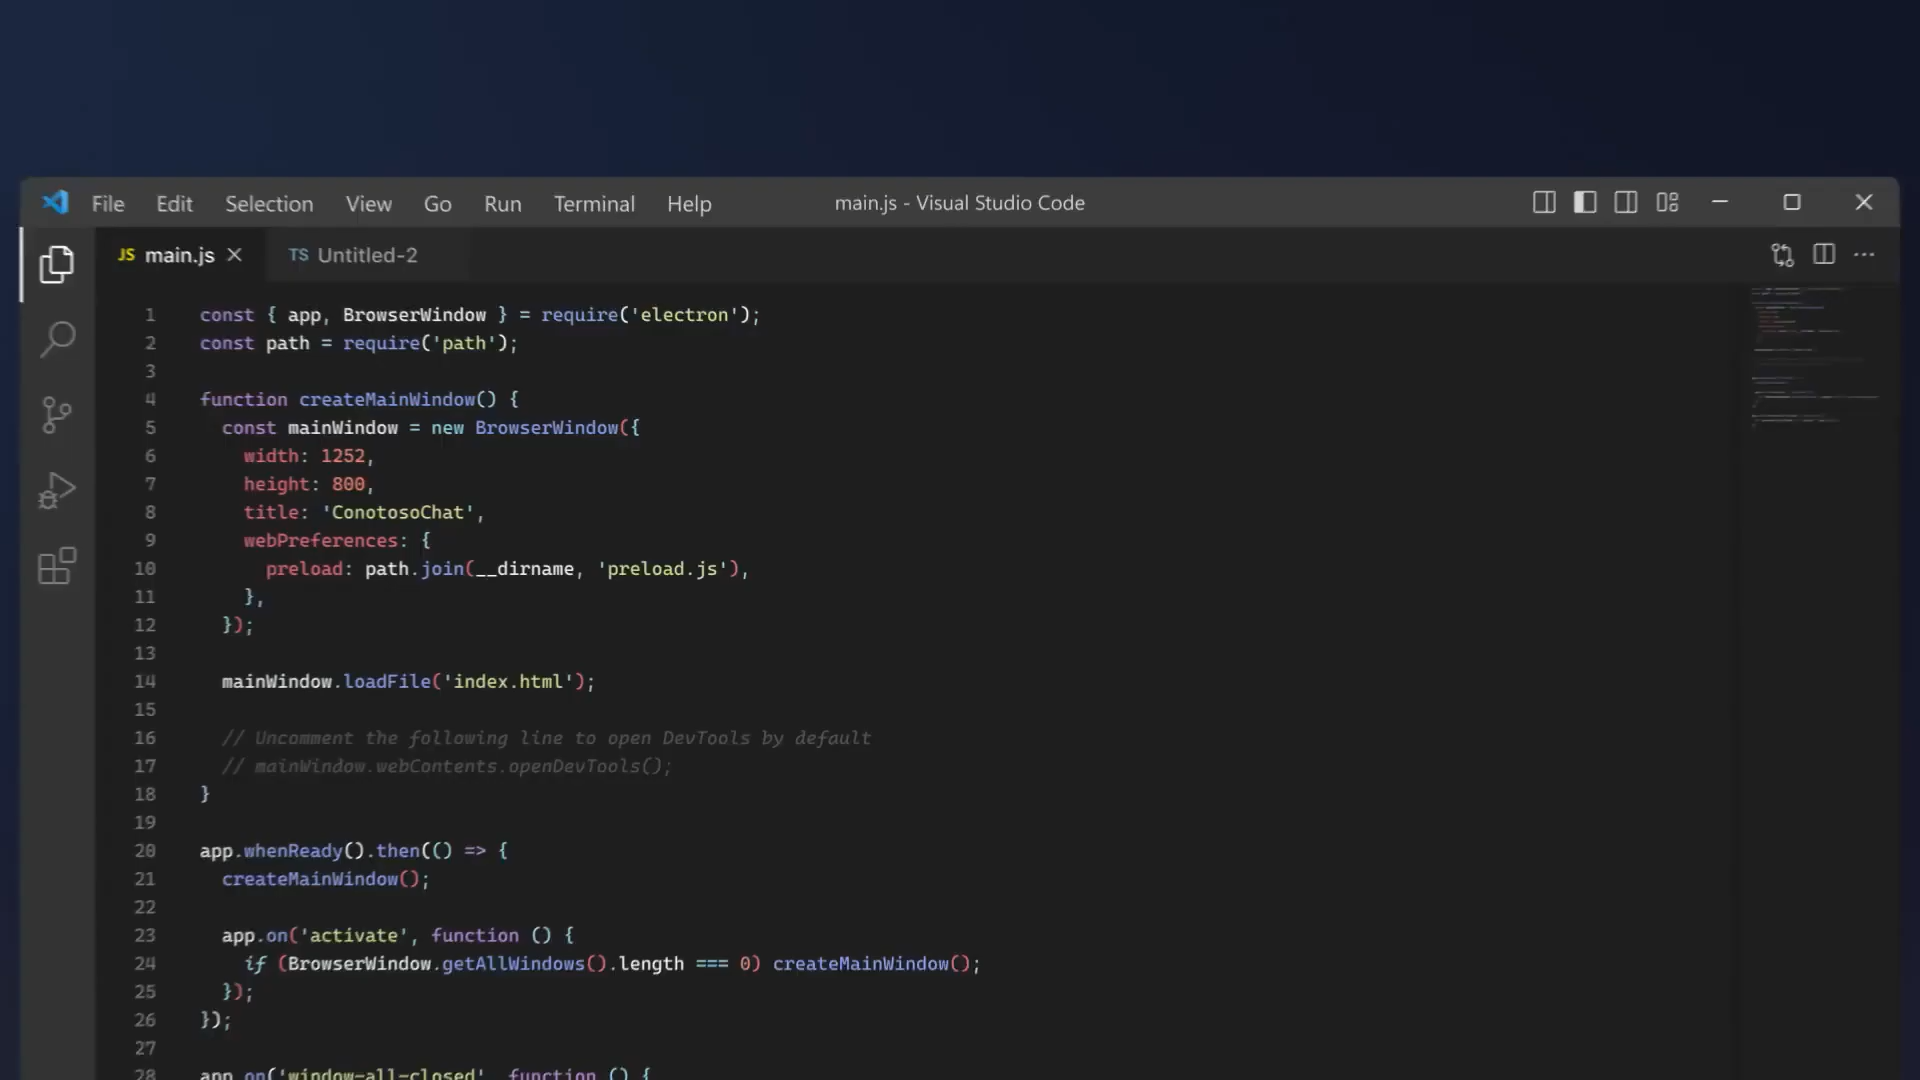 File Edit Selection View Go Run Terminal Help main.js - Visual Studio Code
JS main.js TS Untitled-2
1 const { app, BrowserWindow } = require('electron');
2 const path = require('path');
3
4 function createMainWindow() {
5 const mainWindow = new BrowserWindow({
6 width: 1252,
7 height: 800,
8 title: 'ConotosoChat',
9 webPreferences: {
10 preload: path.join(__dirname, 'preload.js'),
11 },
12 });
13
14 mainWindow.loadFile('index.html');
15
16 // Uncomment the following line to open DevTools by default
17 // mainWindow.webContents.openDevTools();
18 }
19
20 app.whenReady().then(() => {
21 createMainWindow();
22
23 app.on('activate', function () {
24 if (BrowserWindow.getAllWindows().length === 0) createMainWindow();
25 });
26 });
27
28 app.on('window-all-closed', function () {